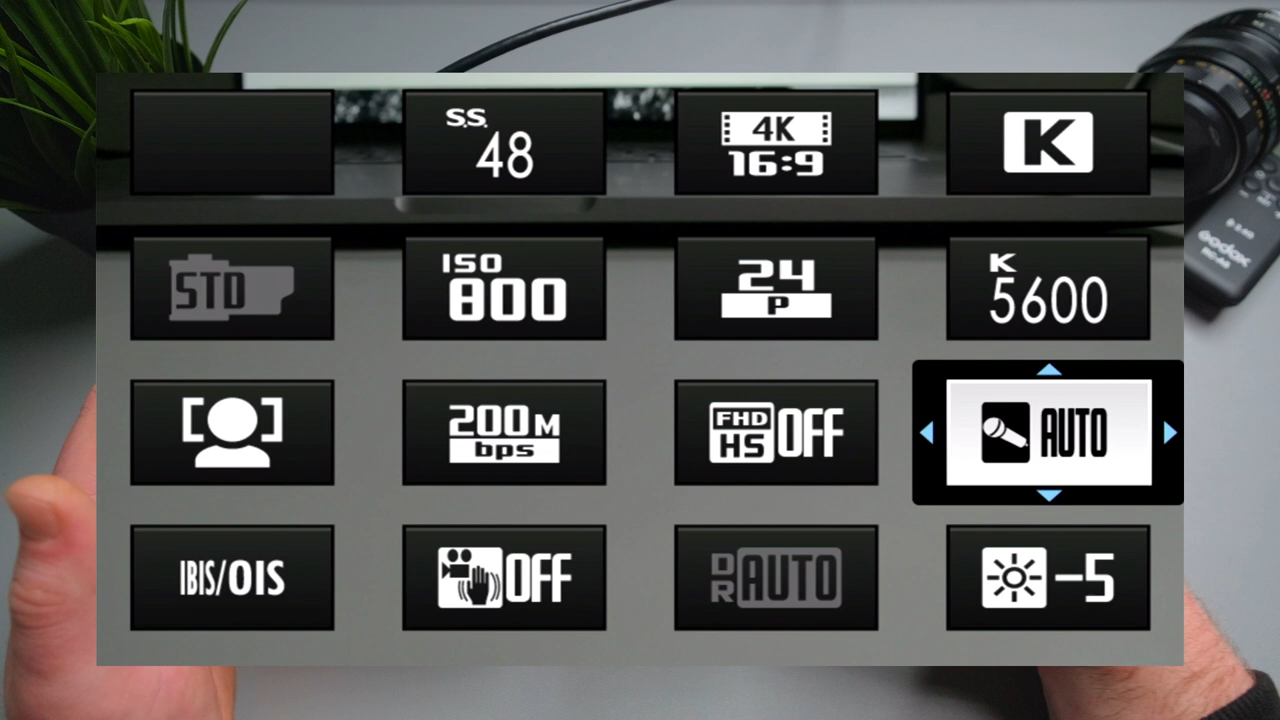 S.S.
48
4K
16:9
K
STD
ISO
800
24
P
K
5600
200M
bps
FHD
HS OFF
AUTO
IBIS/OIS
OFF
DR AUTO
-5
Godox